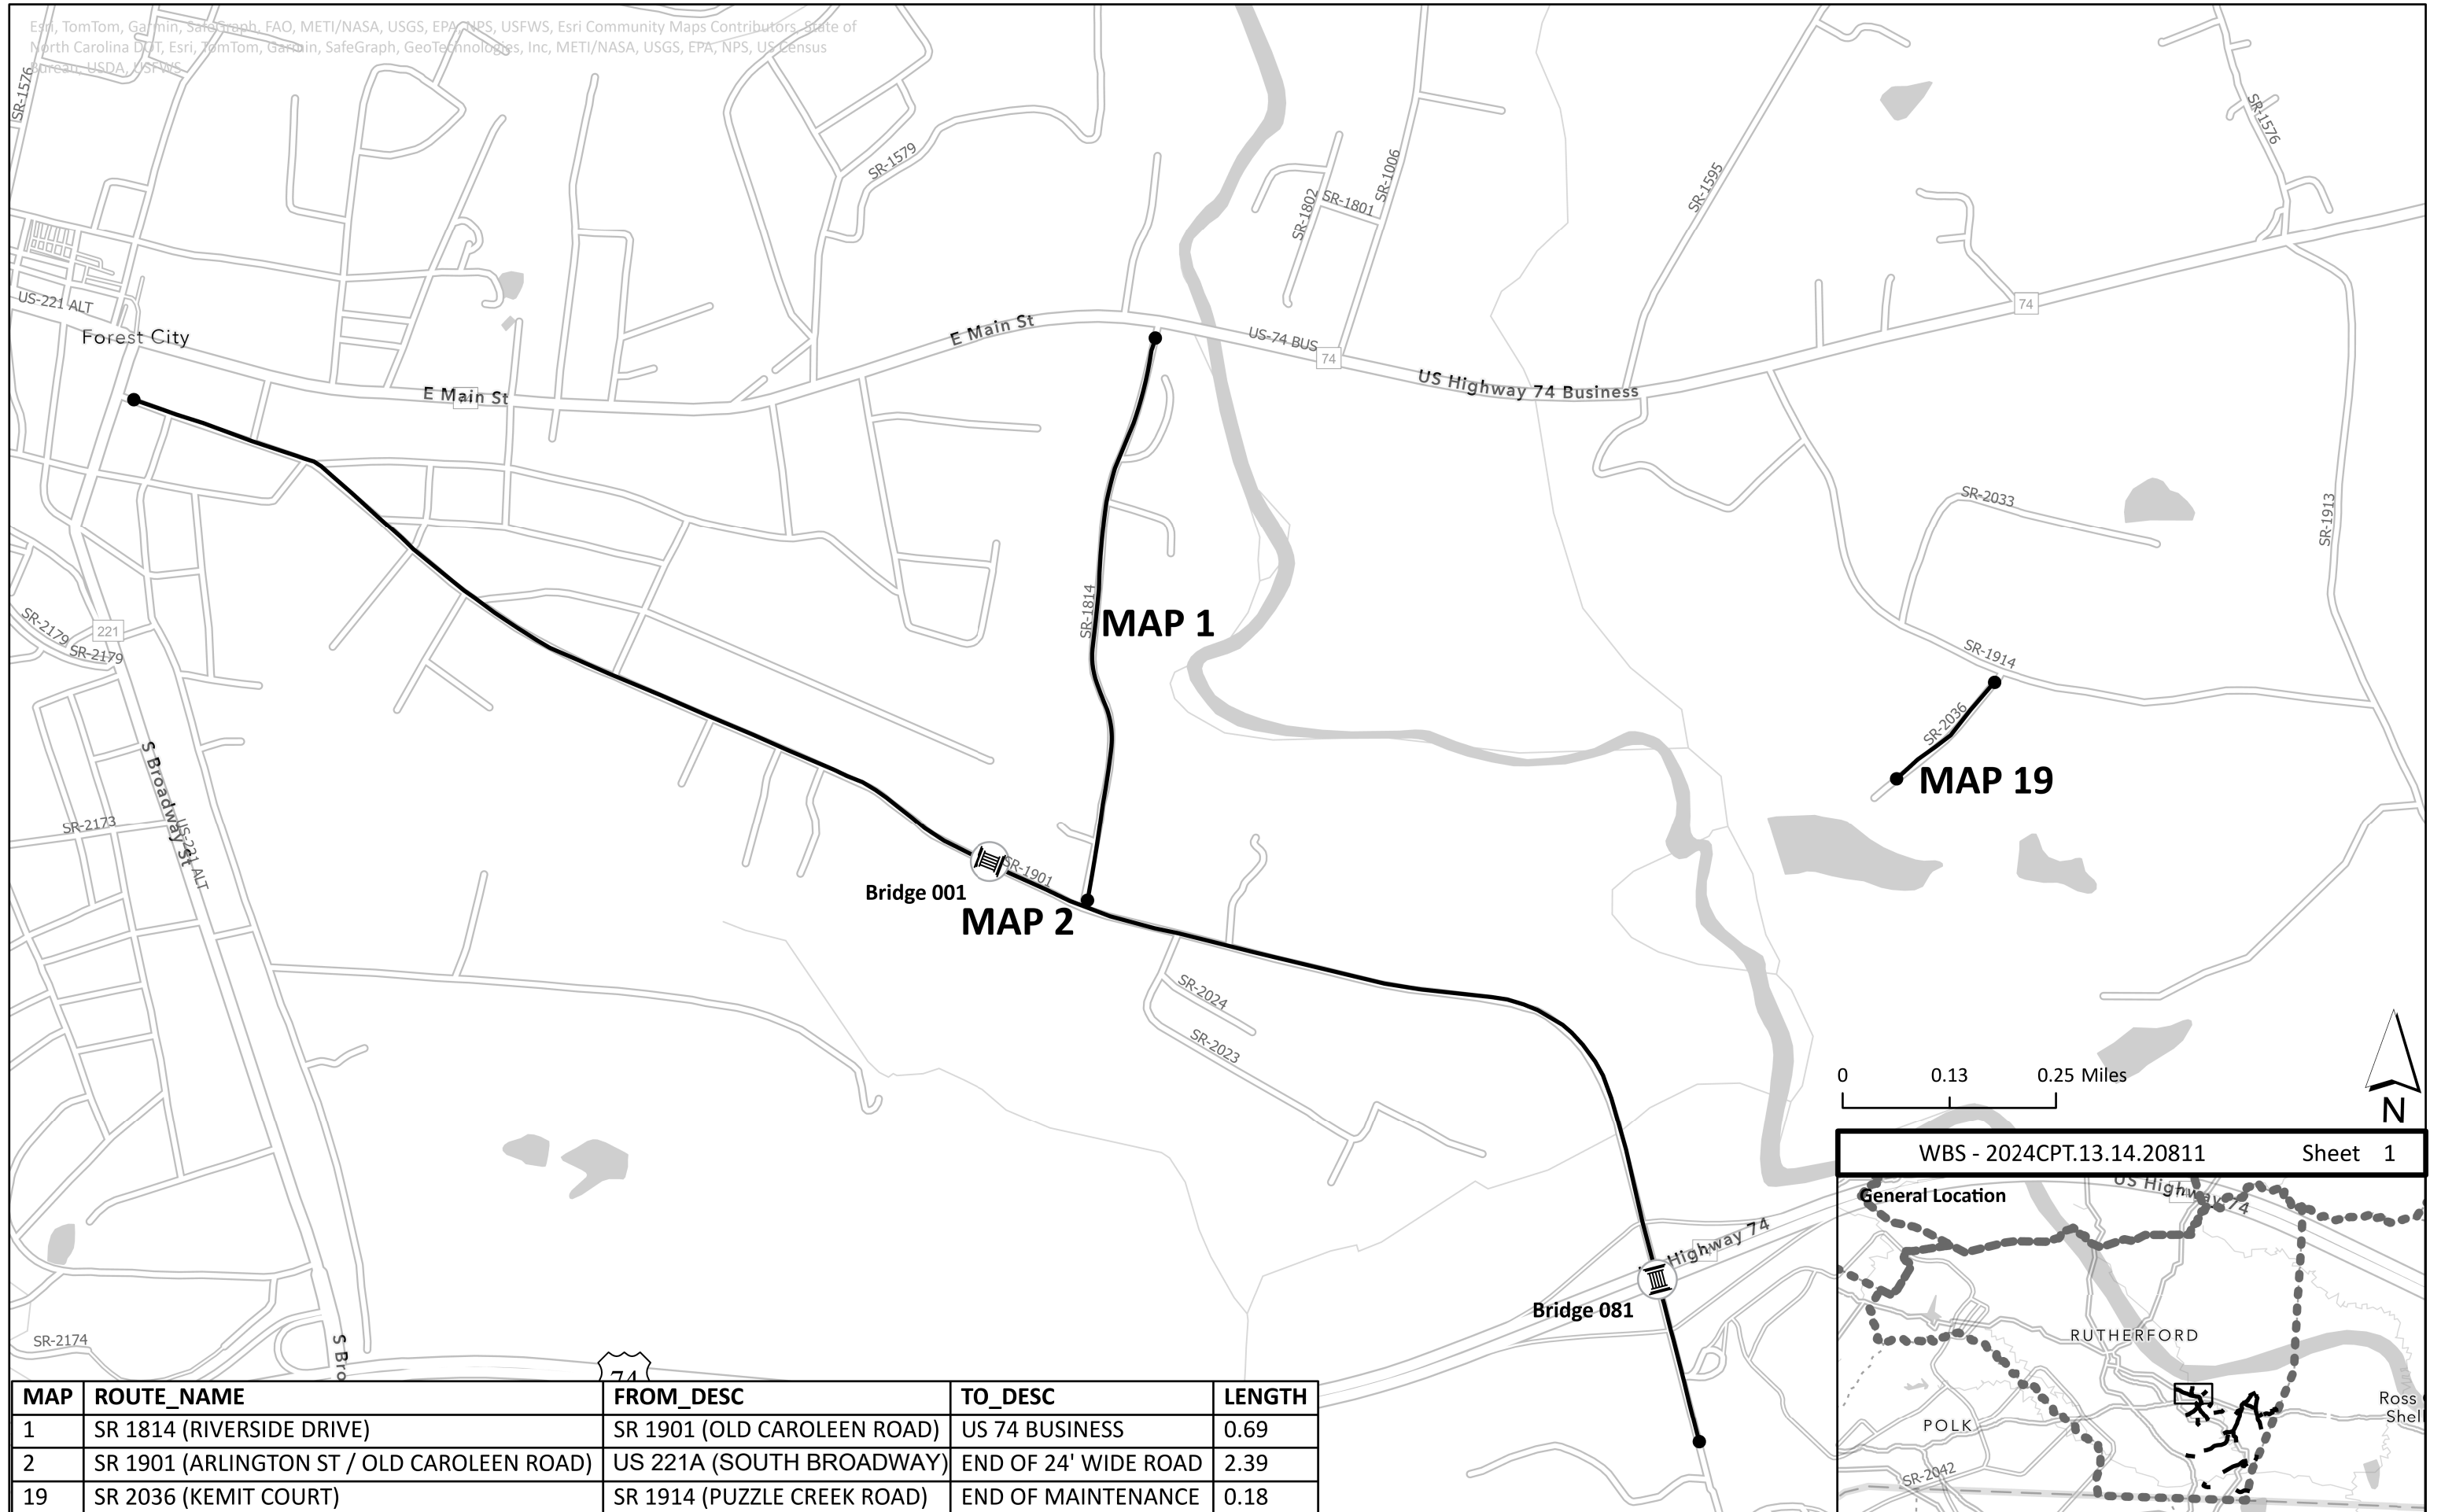 Esri, TomTom, Garmin, SafeGraph, FAO, METI/NASA, USGS, EPA, NPS, USFWS, Esri Community Maps Contributors, State of
North Carolina DOT, Esri, TomTom, Garmin, SafeGraph, GeoTechnologies, Inc, METI/NASA, USGS, EPA, NPS, US Census
Bureau, USDA, USFWS
SR-1576
SR-1579
SR-1802
SR-1801
SR-1006
SR-1595
SR-1576
US-221 ALT
Forest City
E Main St
E Main St
US-74 BUS
74
74
US Highway 74 Business
SR-2033
SR-1913
SR-1814
MAP 1
SR-2179
221
SR-2179
SR-1914
SR-2036
MAP 19
S Broadway St
US-221 ALT
SR-2173
SR-1901
Bridge 001
MAP 2
SR-2024
SR-2023
0 0.13 0.25 Miles
N
WBS - 2024CPT.13.14.20811 Sheet 1
General Location
US Highway 74
Highway 74
Bridge 081
RUTHERFORD
POLK
Ross
Shell
SR-2042
SR-2174
S Bro
74
MAP ROUTE_NAME FROM_DESC TO_DESC LENGTH
1 SR 1814 (RIVERSIDE DRIVE) SR 1901 (OLD CAROLEEN ROAD) US 74 BUSINESS 0.69
2 SR 1901 (ARLINGTON ST / OLD CAROLEEN ROAD) US 221A (SOUTH BROADWAY) END OF 24' WIDE ROAD 2.39
19 SR 2036 (KEMIT COURT) SR 1914 (PUZZLE CREEK ROAD) END OF MAINTENANCE 0.18